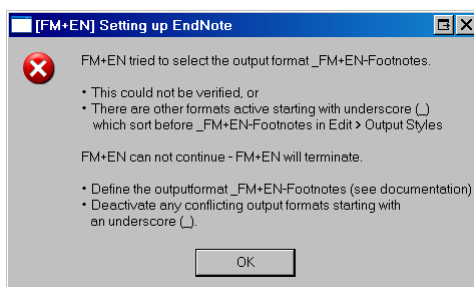 [FM+EN] Setting up EndNote
FM+EN tried to select the output format _FM+EN-Footnotes.
• This could not be verified, or
• There are other formats active starting with underscore (_)
which sort before _FM+EN-Footnotes in Edit > Output Styles
FM+EN can not continue - FM+EN will terminate.
• Define the outputformat _FM+EN-Footnotes (see documentation)
• Deactivate any conflicting output formats starting with
an underscore (_).
OK